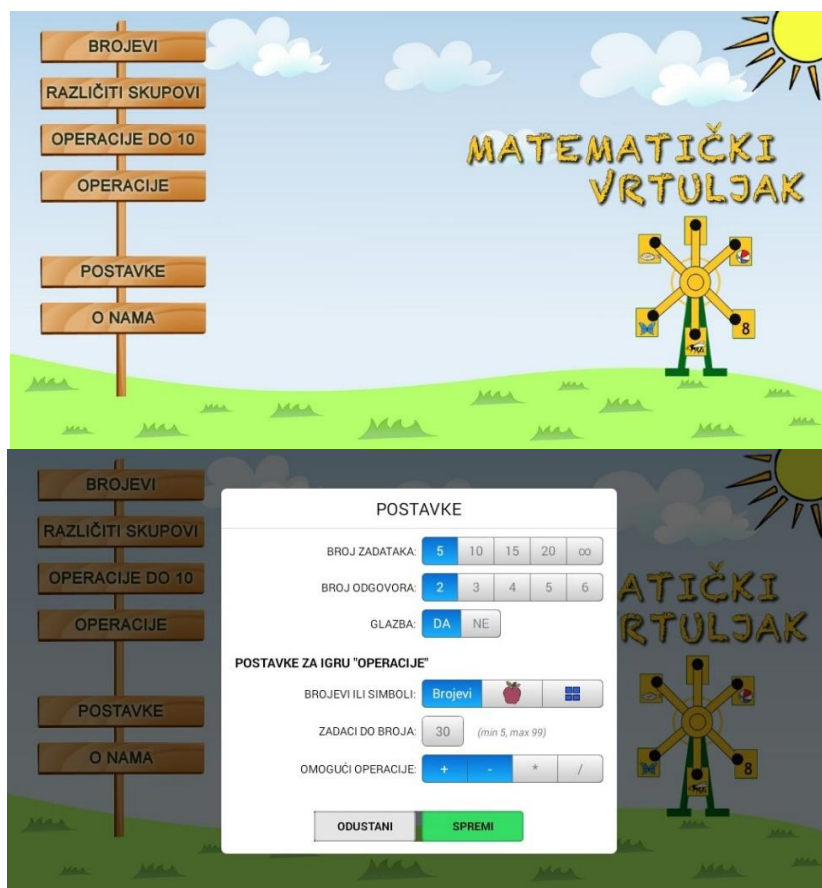 BROJEVI
RAZLIČITI SKUPOVI
OPERACIJE DO 10
OPERACIJE
POSTAVKE
O NAMA
MATEMATIČKI
VRTULJAK
8
BROJEVI
RAZLIČITI SKUPOVI
OPERACIJE DO 10
OPERACIJE
POSTAVKE
O NAMA
ATIČKI
RTULJAK
8
POSTAVKE
BROJ ZADATAKA: 5 10 15 20 ∞
BROJ ODGOVORA: 2 3 4 5 6
GLAZBA: DA NE
POSTAVKE ZA IGRU "OPERACIJE"
BROJEVI ILI SIMBOLI: Brojevi
ZADACI DO BROJA: 30 (min 5, max 99)
OMOGUĆI OPERACIJE: + - * /
ODUSTANI SPREMI